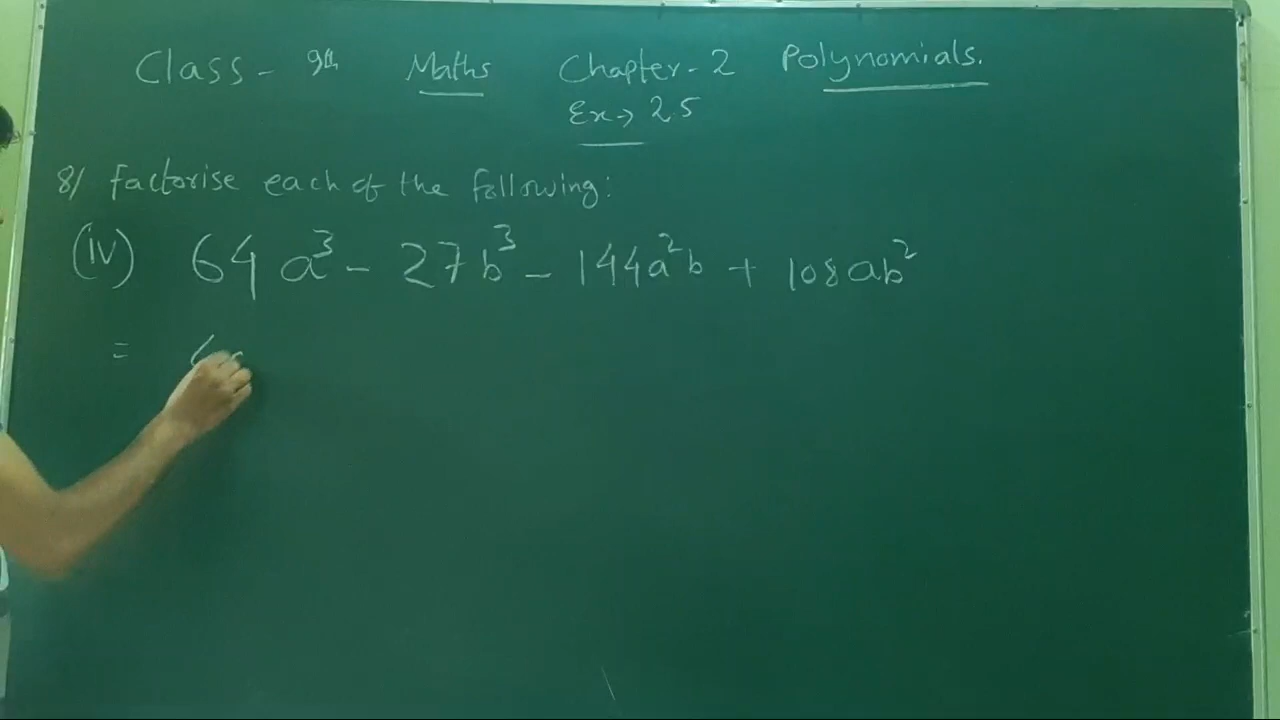 Class - 9th Maths Chapter - 2 Polynomials.
Ex → 2.5
8/ factorise each of the following:
(iv) 64a³ - 27b³ - 144a²b + 108ab²
= 6